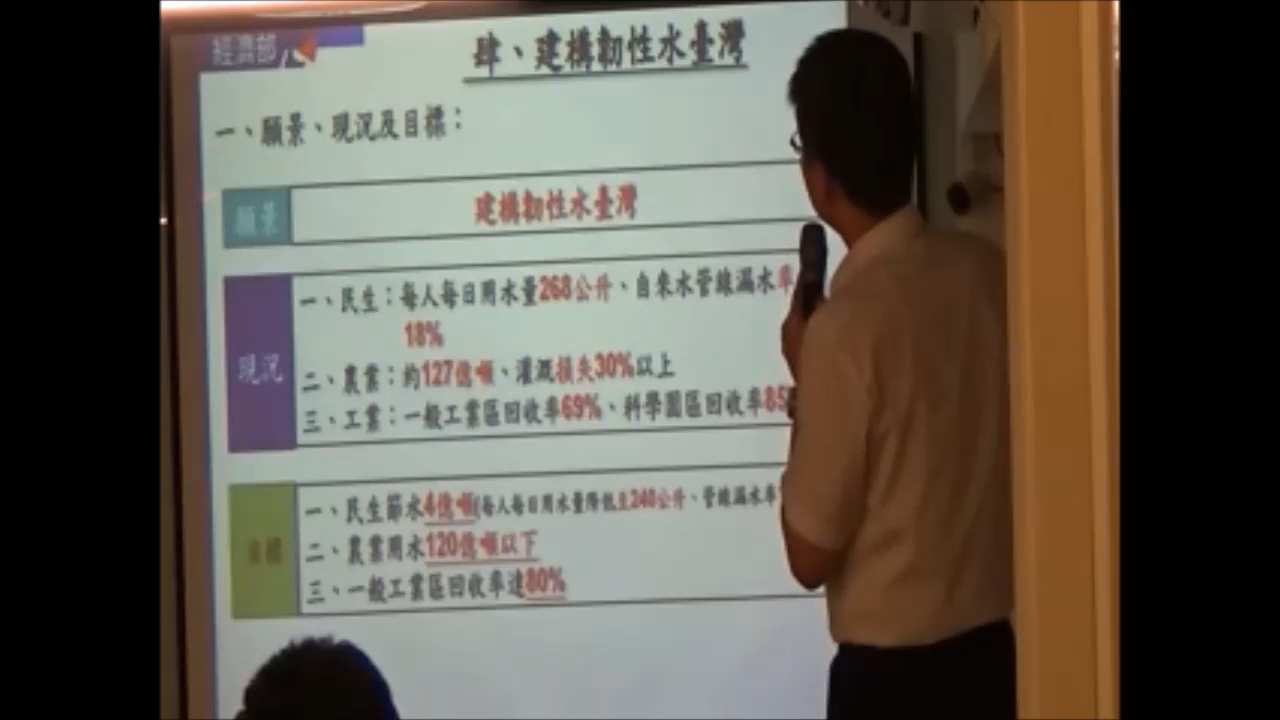 經濟部
肆、建構韌性水臺灣
一、願景、現況及目標：
願景
建構韌性水臺灣
現況
一、民生：每人每日用水量268公升、自來水管線漏水率
18%
二、農業：約127億噸、灌溉損失30%以上
三、工業：一般工業區回收率69%、科學園區回收率85
目標
一、民生節水4億噸(每人每日用水量降低至240公升、管線漏水率
二、農業用水120億噸以下
三、一般工業區回收率達80%